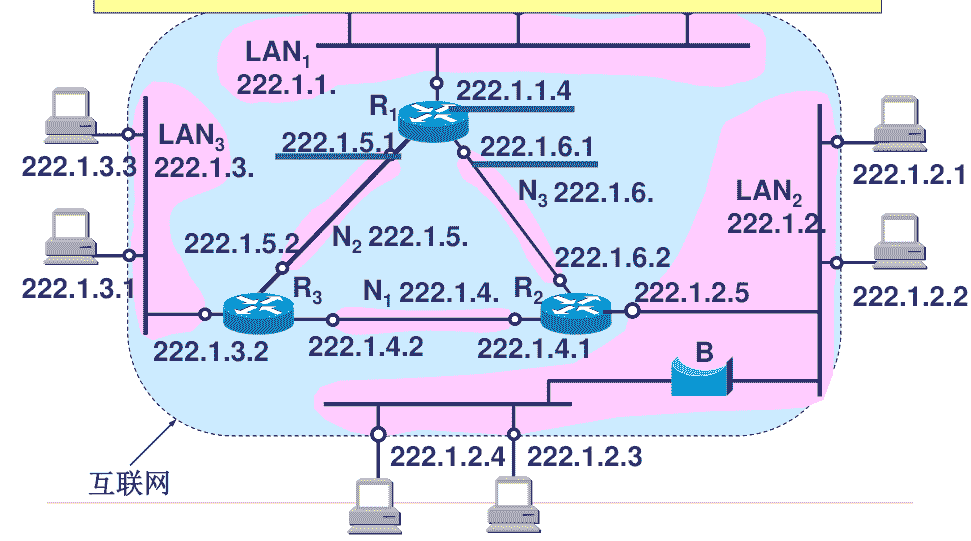 LAN1
222.1.1.
R1
222.1.1.4
LAN3
222.1.3.
222.1.3.3
222.1.5.1
222.1.6.1
N3 222.1.6.
LAN2
222.1.2.
222.1.2.1
222.1.5.2
N2 222.1.5.
222.1.6.2
222.1.3.1
R3
N1 222.1.4.
R2
222.1.2.5
222.1.2.2
222.1.3.2
222.1.4.2
222.1.4.1
B
222.1.2.4
222.1.2.3
互联网